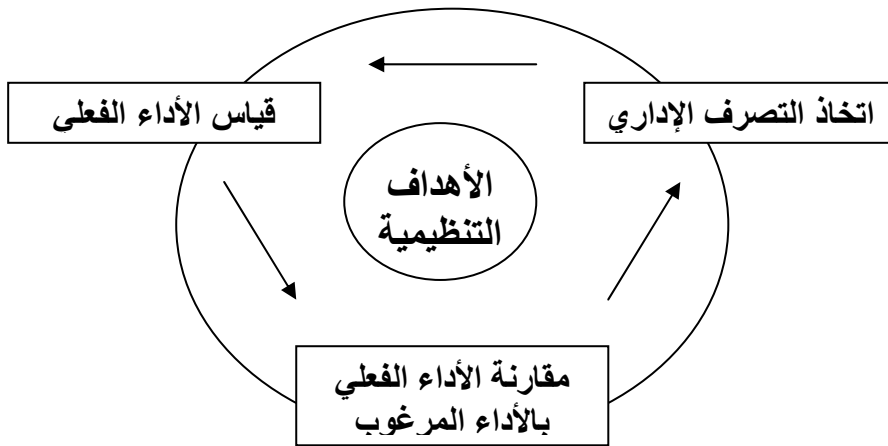 اتخاذ التصرف الإداري
قياس الأداء الفعلي
الأهداف
التنظيمية
مقارنة الأداء الفعلي
بالأداء المرغوب